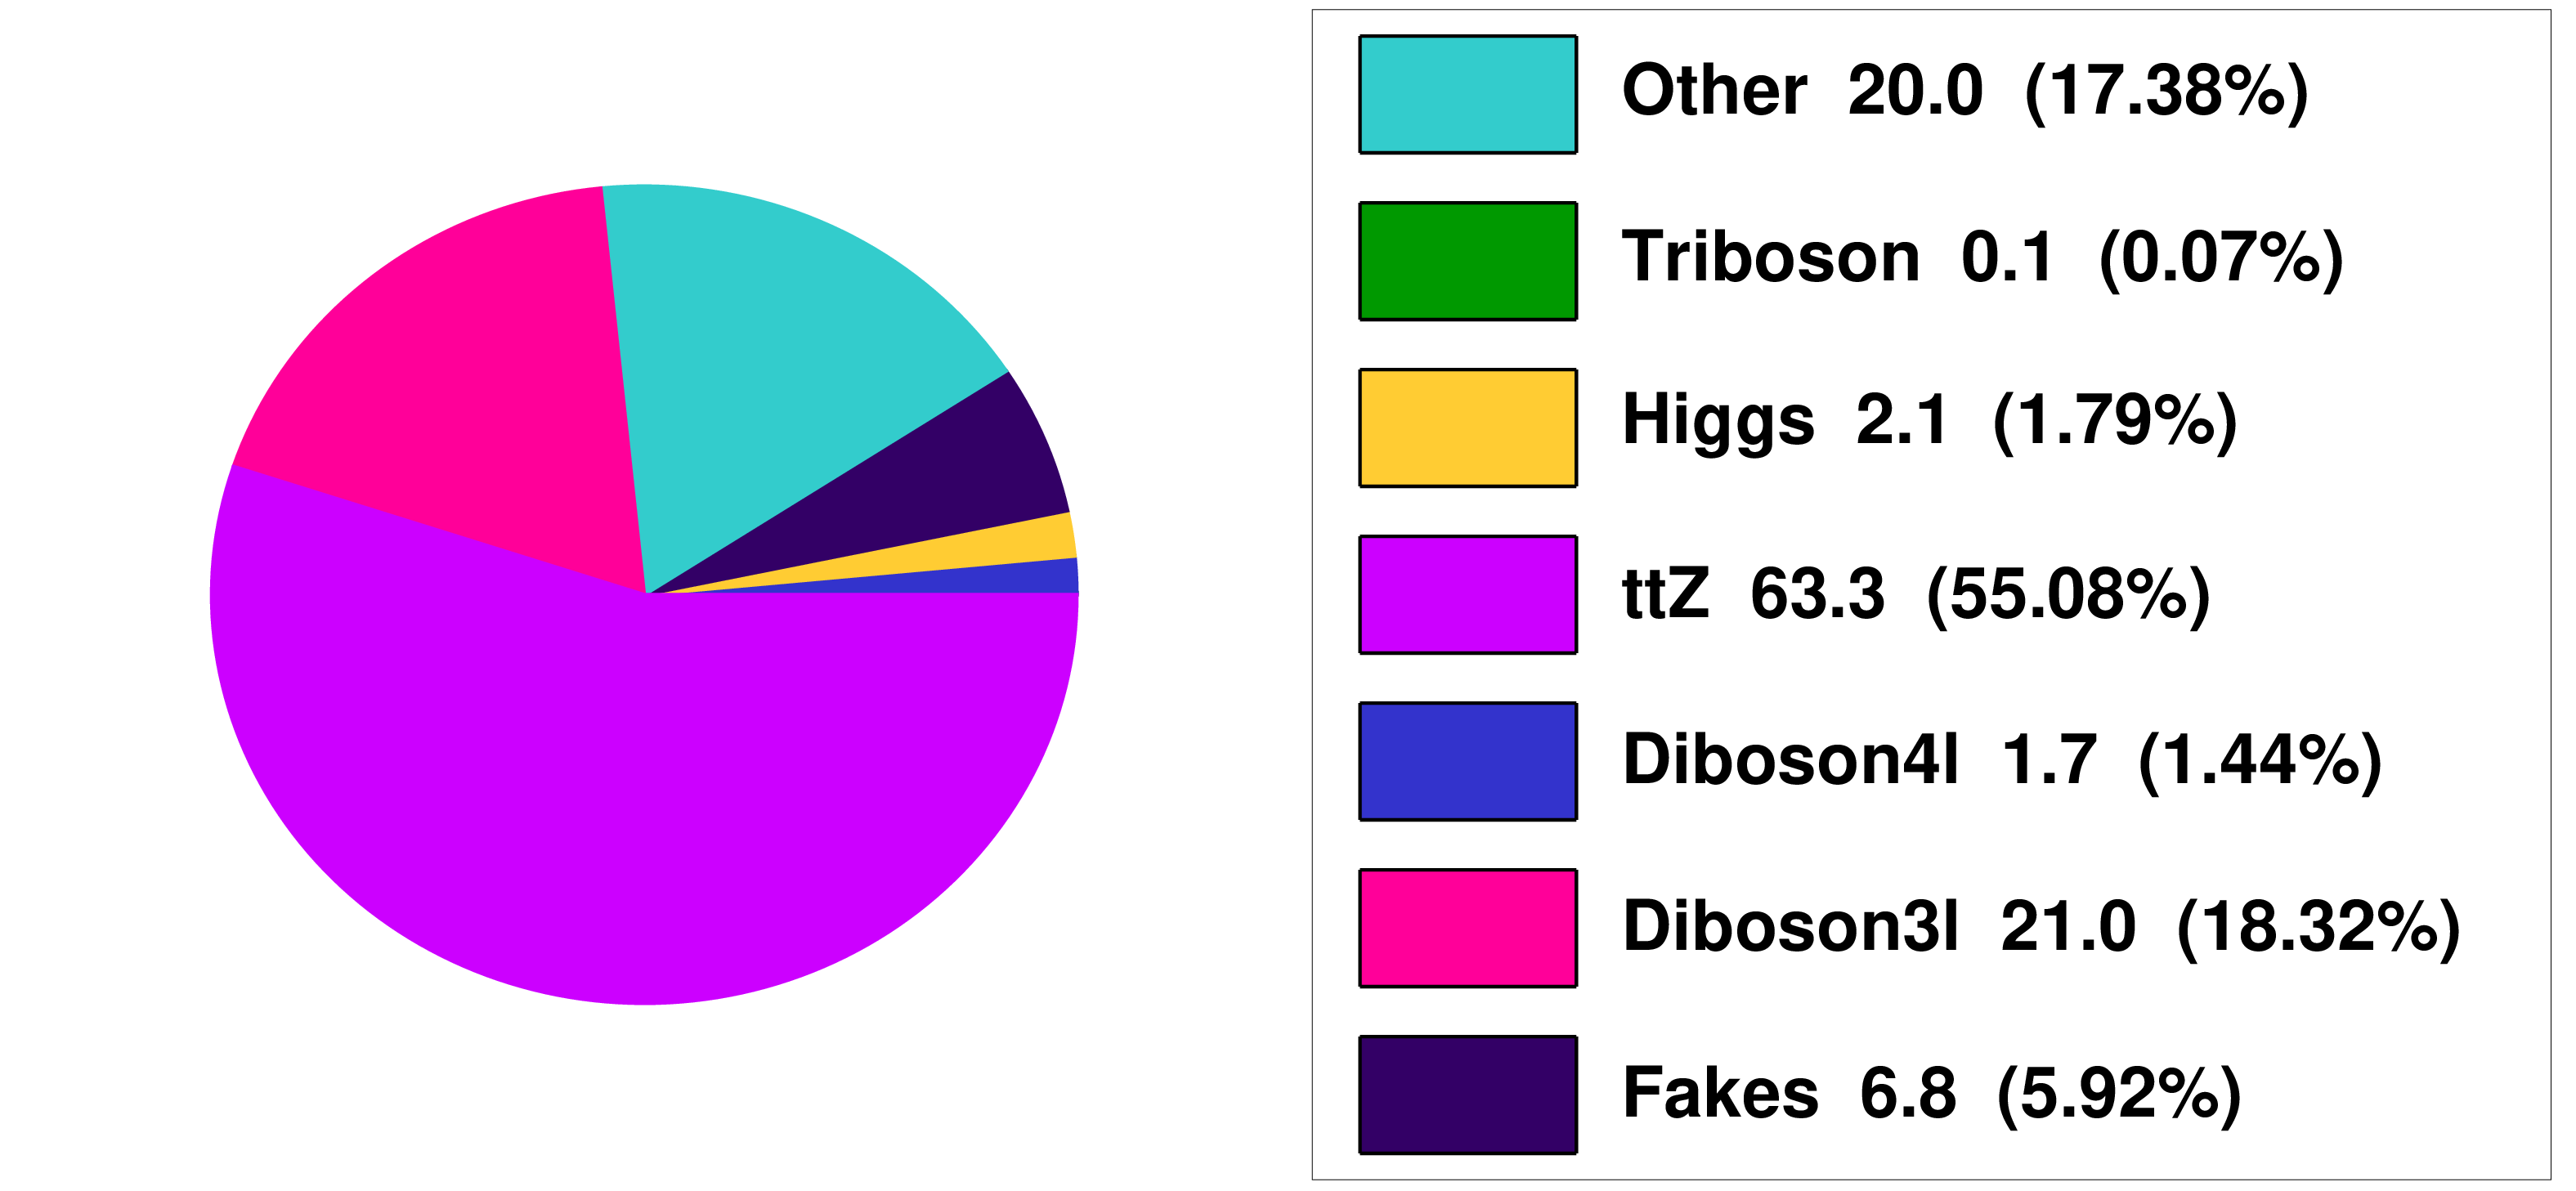 Other 20.0 (17.38%)
Triboson 0.1 (0.07%)
Higgs 2.1 (1.79%)
ttZ 63.3 (55.08%)
Diboson4l 1.7 (1.44%)
Diboson3l 21.0 (18.32%)
Fakes 6.8 (5.92%)